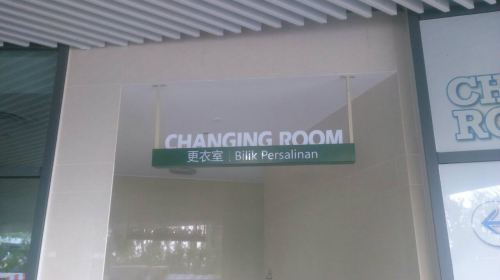 CHANGING ROOM
更衣室 | Bilik Persalinan